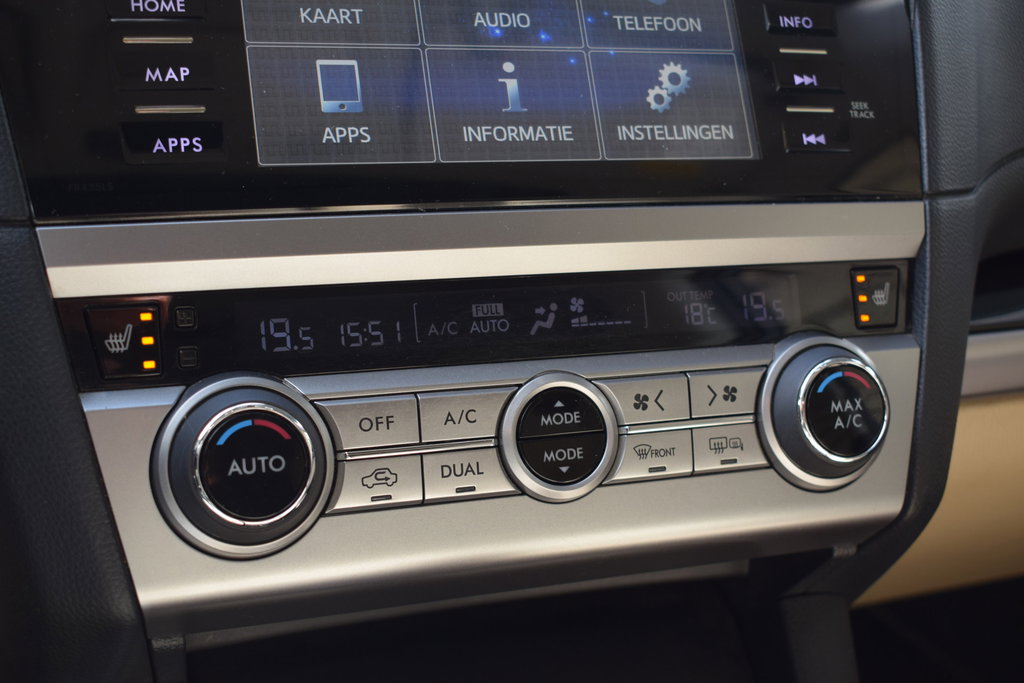 HOME
KAART
AUDIO
TELEFOON
INFO
MAP
APPS
INFORMATIE
INSTELLINGEN
APPS
SEEK
TRACK
19.5
15:51
A/C
FULL
AUTO
OUT TEMP
18°C
19.5
OFF
A/C
MODE
MODE
MAX
A/C
AUTO
DUAL
FRONT